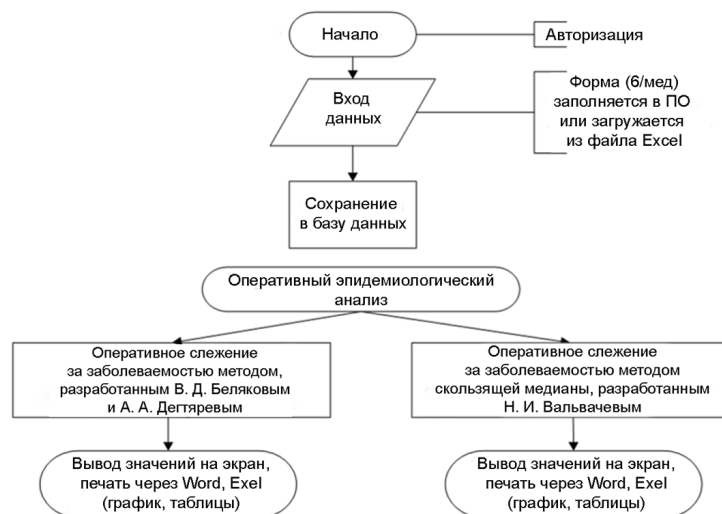 Начало
Авторизация
Вход
данных
Форма (6/мед)
заполняется в ПО
или загружается
из файла Excel
Сохранение
в базу данных
Оперативный эпидемиологический
анализ
Оперативное слежение
за заболеваемостью методом,
разработанным В. Д. Беляковым
и А. А. Дегтяревым
Оперативное слежение
за заболеваемостью методом
скользящей медианы, разработанным
Н. И. Вальвачевым
Вывод значений на экран,
печать через Word, Exel
(график, таблицы)
Вывод значений на экран,
печать через Word, Exel
(график, таблицы)